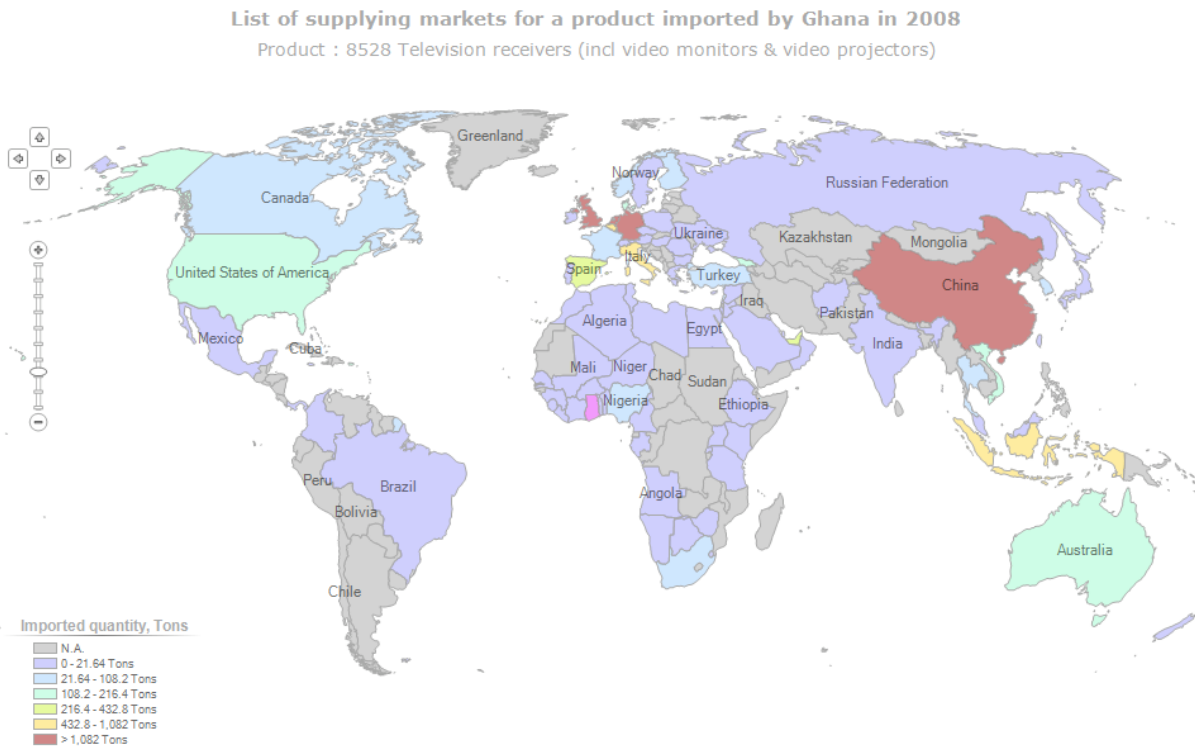 List of supplying markets for a product imported by Ghana in 2008
Product : 8528 Television receivers (incl video monitors & video projectors)
Greenland
Norway
Russian Federation
Canada
Ukraine
Kazakhstan
Mongolia
Italy
Spain
United States of America
Turkey
China
Iraq
Pakistan
Algeria
Egypt
Mexico
India
Cuba
Mali
Niger
Chad
Sudan
Nigeria
Ethiopia
Peru
Brazil
Angola
Bolivia
Australia
Chile
Imported quantity, Tons
N.A.
0 - 21.64 Tons
21.64 - 108.2 Tons
108.2 - 216.4 Tons
216.4 - 432.8 Tons
432.8 - 1,082 Tons
> 1,082 Tons